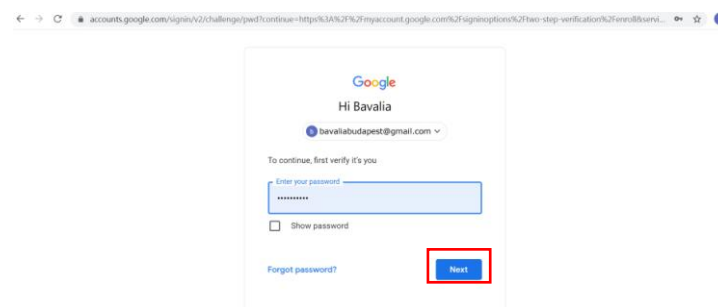 accounts.google.com/signin/v2/challenge/pwd?continue=https%3A%2F%2Fmyaccount.google.com%2Fsigninoptions%2Ftwo-step-verification%2Fenroll&servi...
Google
Hi Bavalia
bavaliabudapest@gmail.com
To continue, first verify it's you
Enter your password
••••••••••
Show password
Forgot password?
Next